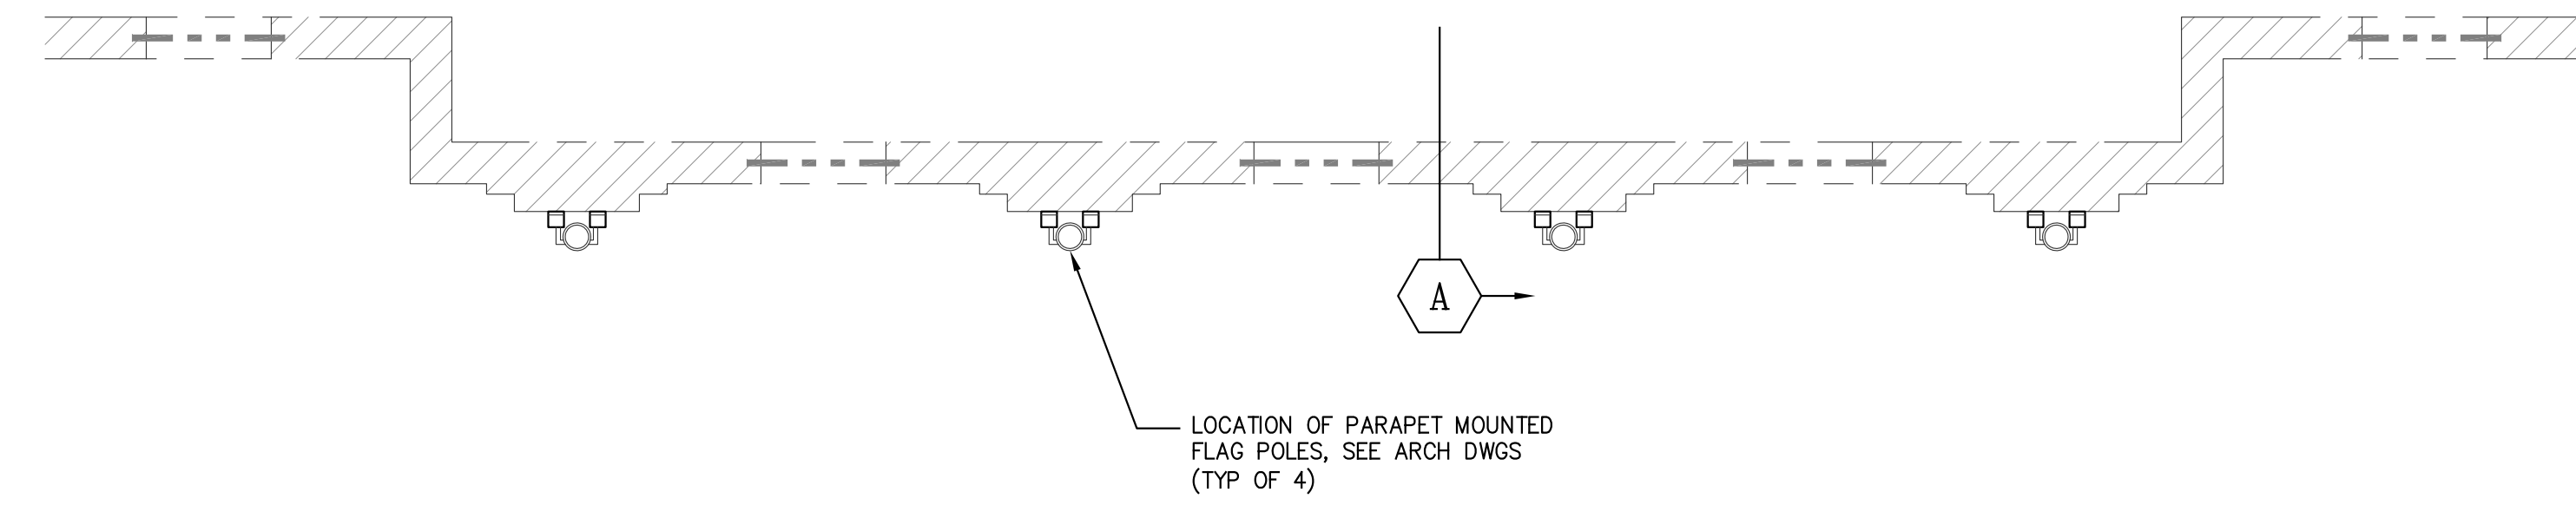 A
LOCATION OF PARAPET MOUNTED
FLAG POLES, SEE ARCH DWGS
(TYP OF 4)